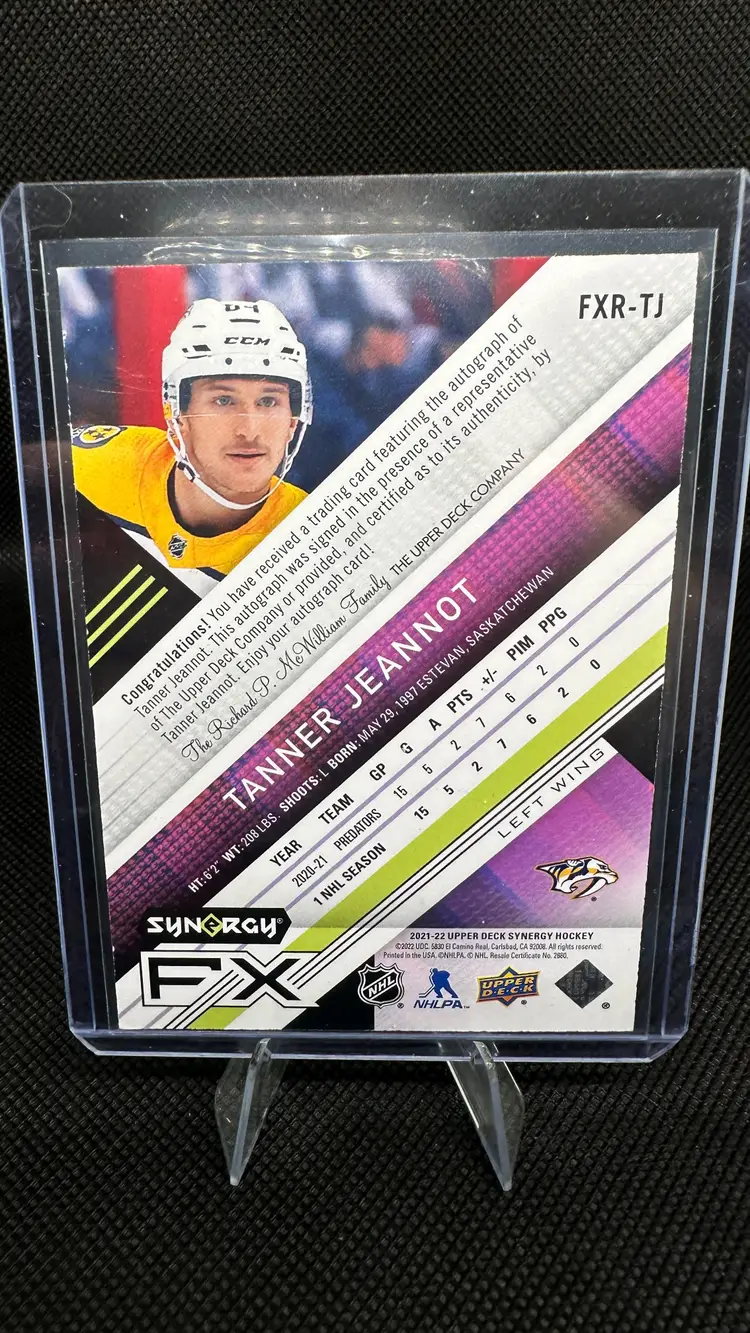 FXR-TJ
84
CCM
Congratulations! You have received a trading card featuring the autograph of
Tanner Jeannot. This autograph was signed in the presence of a representative
of The Upper Deck Company or provided, and certified as to its authenticity, by
Tanner Jeannot. Enjoy your autograph card!
The Richard P. McWilliam Family THE UPPER DECK COMPANY
TANNER JEANNOT
HT: 6'2" WT: 208 LBS. SHOOTS: L BORN: MAY 29, 1997 ESTEVAN, SASKATCHEWAN
YEAR TEAM GP G A PTS +/- PIM PPG
2020-21 PREDATORS 15 5 2 7 6 2 0
1 NHL SEASON 15 5 2 7 6 2 0
LEFT WING
SYNERGY
FX
2021-22 UPPER DECK SYNERGY HOCKEY
©2022 UDC. 5830 El Camino Real, Carlsbad, CA 92008. All rights reserved.
Printed in the USA. ©NHLPA. © NHL. Resale Certificate No. 2680.
NHL
NHLPA
UPPER
DECK